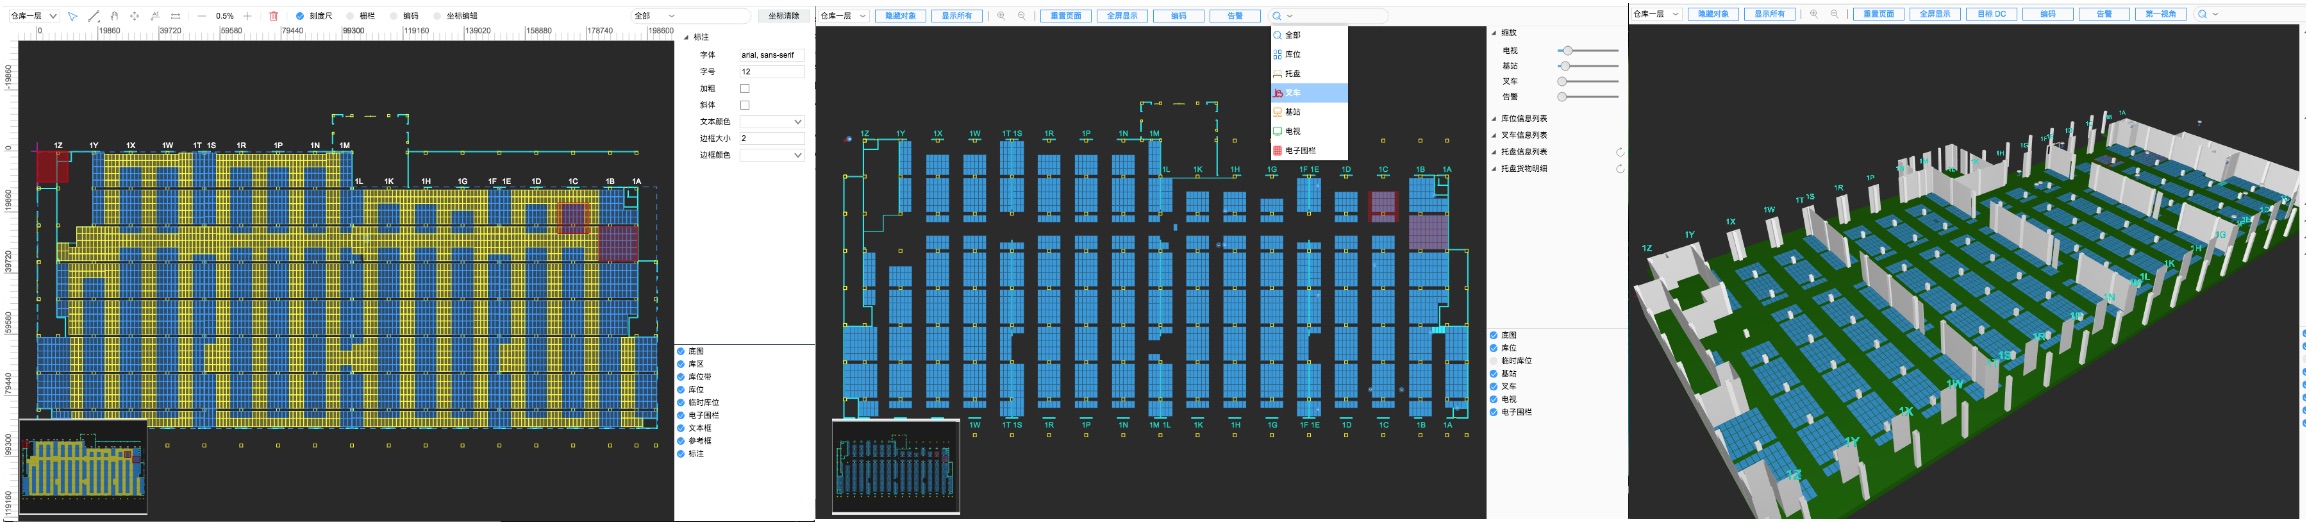 仓库一层 0.5% 刻度尺 栅栏 编码 坐标编辑 全部 坐标清除
0 19860 39720 59580 79440 99300 119160 139020 158880 178740 198600
-19860 0 19860 39720 59580 79440 99300 119160
1Z 1Y 1X 1W 1T 1S 1R 1P 1N 1M
1L 1K 1H 1G 1F 1E 1D 1C 1B 1A
标注
字体 arial, sans-serif
字号 12
加粗
斜体
文本颜色
边框大小 2
边框颜色
底图
库区
库位带
库位
临时库位
电子围栏
文本框
参考框
标注
仓库一层 隐藏对象 显示所有 重置页面 全屏显示 编码 告警
全部
库位
托盘
叉车
基站
电视
电子围栏
1Z 1Y 1X 1W 1T 1S 1R 1P 1N 1M
1L 1K 1H 1G 1F 1E 1D 1C 1B 1A
1W 1T 1S 1R 1P 1N 1M 1L 1K 1H 1G 1F 1E 1D 1C 1B 1A
缩放
电视
基站
叉车
告警
库位信息列表
叉车信息列表
托盘信息列表
托盘货物明细
底图
库位
临时库位
基站
叉车
电视
电子围栏
仓库一层 隐藏对象 显示所有 重置页面 全屏显示 目标 DC 编码 告警 第一视角
1A
1H
1G
1P
1R
1T 1S
1W
1X
1Y
1Z
1G
1H
1K
1L
1N
1R
1S
1W
1X
1Y
1Z